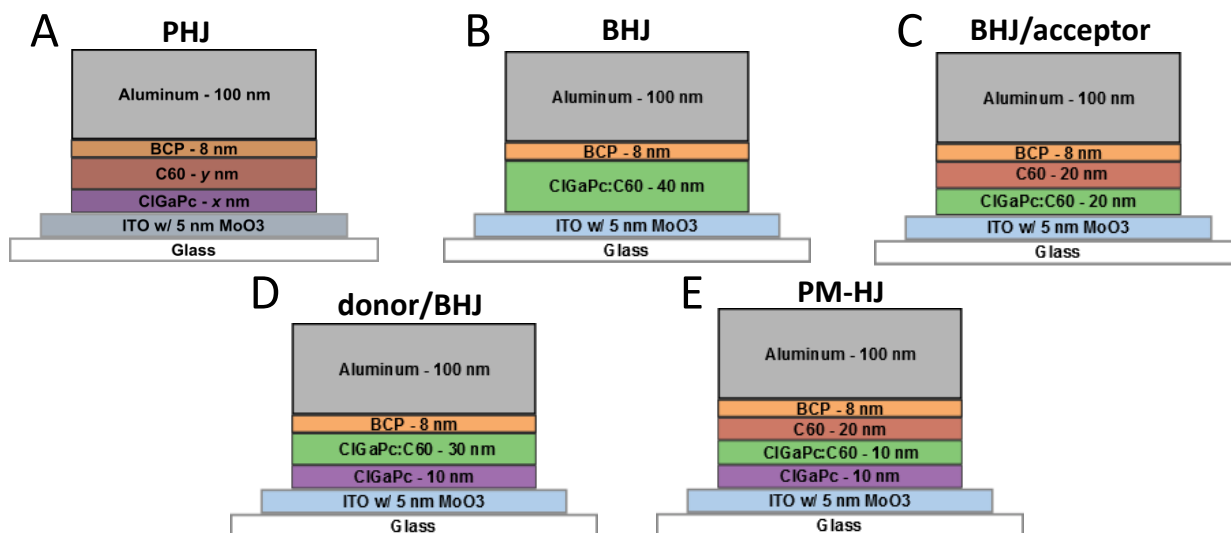 A
PHJ
Aluminum - 100 nm
BCP - 8 nm
C60 - y nm
ClGaPc - x nm
ITO w/ 5 nm MoO3
Glass
B
BHJ
Aluminum - 100 nm
BCP - 8 nm
ClGaPc:C60 - 40 nm
ITO w/ 5 nm MoO3
Glass
C
BHJ/acceptor
Aluminum - 100 nm
BCP - 8 nm
C60 - 20 nm
ClGaPc:C60 - 20 nm
ITO w/ 5 nm MoO3
Glass
D
donor/BHJ
Aluminum - 100 nm
BCP - 8 nm
ClGaPc:C60 - 30 nm
ClGaPc - 10 nm
ITO w/ 5 nm MoO3
Glass
E
PM-HJ
Aluminum - 100 nm
BCP - 8 nm
C60 - 20 nm
ClGaPc:C60 - 10 nm
ClGaPc - 10 nm
ITO w/ 5 nm MoO3
Glass